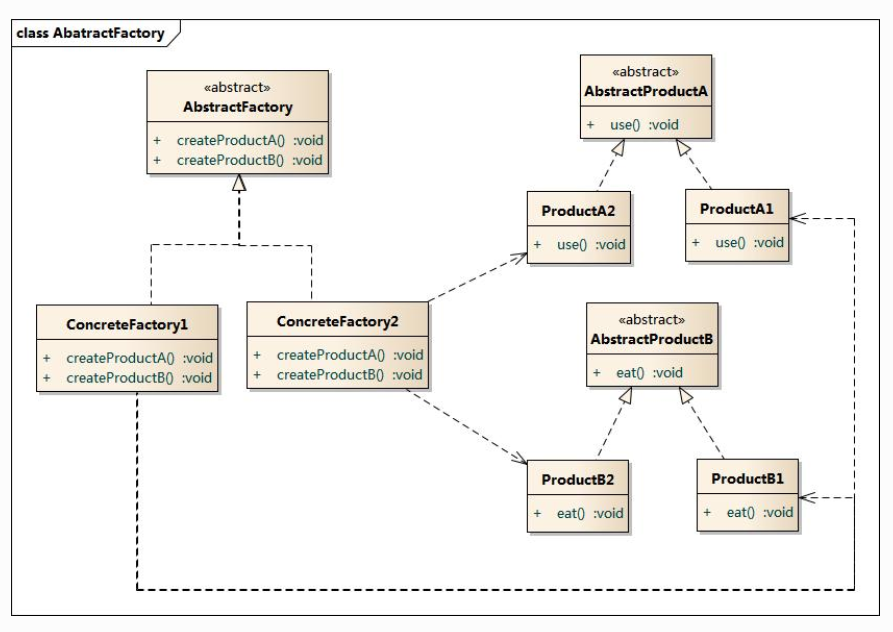 class AbatractFactory
«abstract»
AbstractFactory
+ createProductA() :void
+ createProductB() :void
«abstract»
AbstractProductA
+ use() :void
ProductA2
+ use() :void
ProductA1
+ use() :void
ConcreteFactory1
+ createProductA() :void
+ createProductB() :void
ConcreteFactory2
+ createProductA() :void
+ createProductB() :void
«abstract»
AbstractProductB
+ eat() :void
ProductB2
+ eat() :void
ProductB1
+ eat() :void